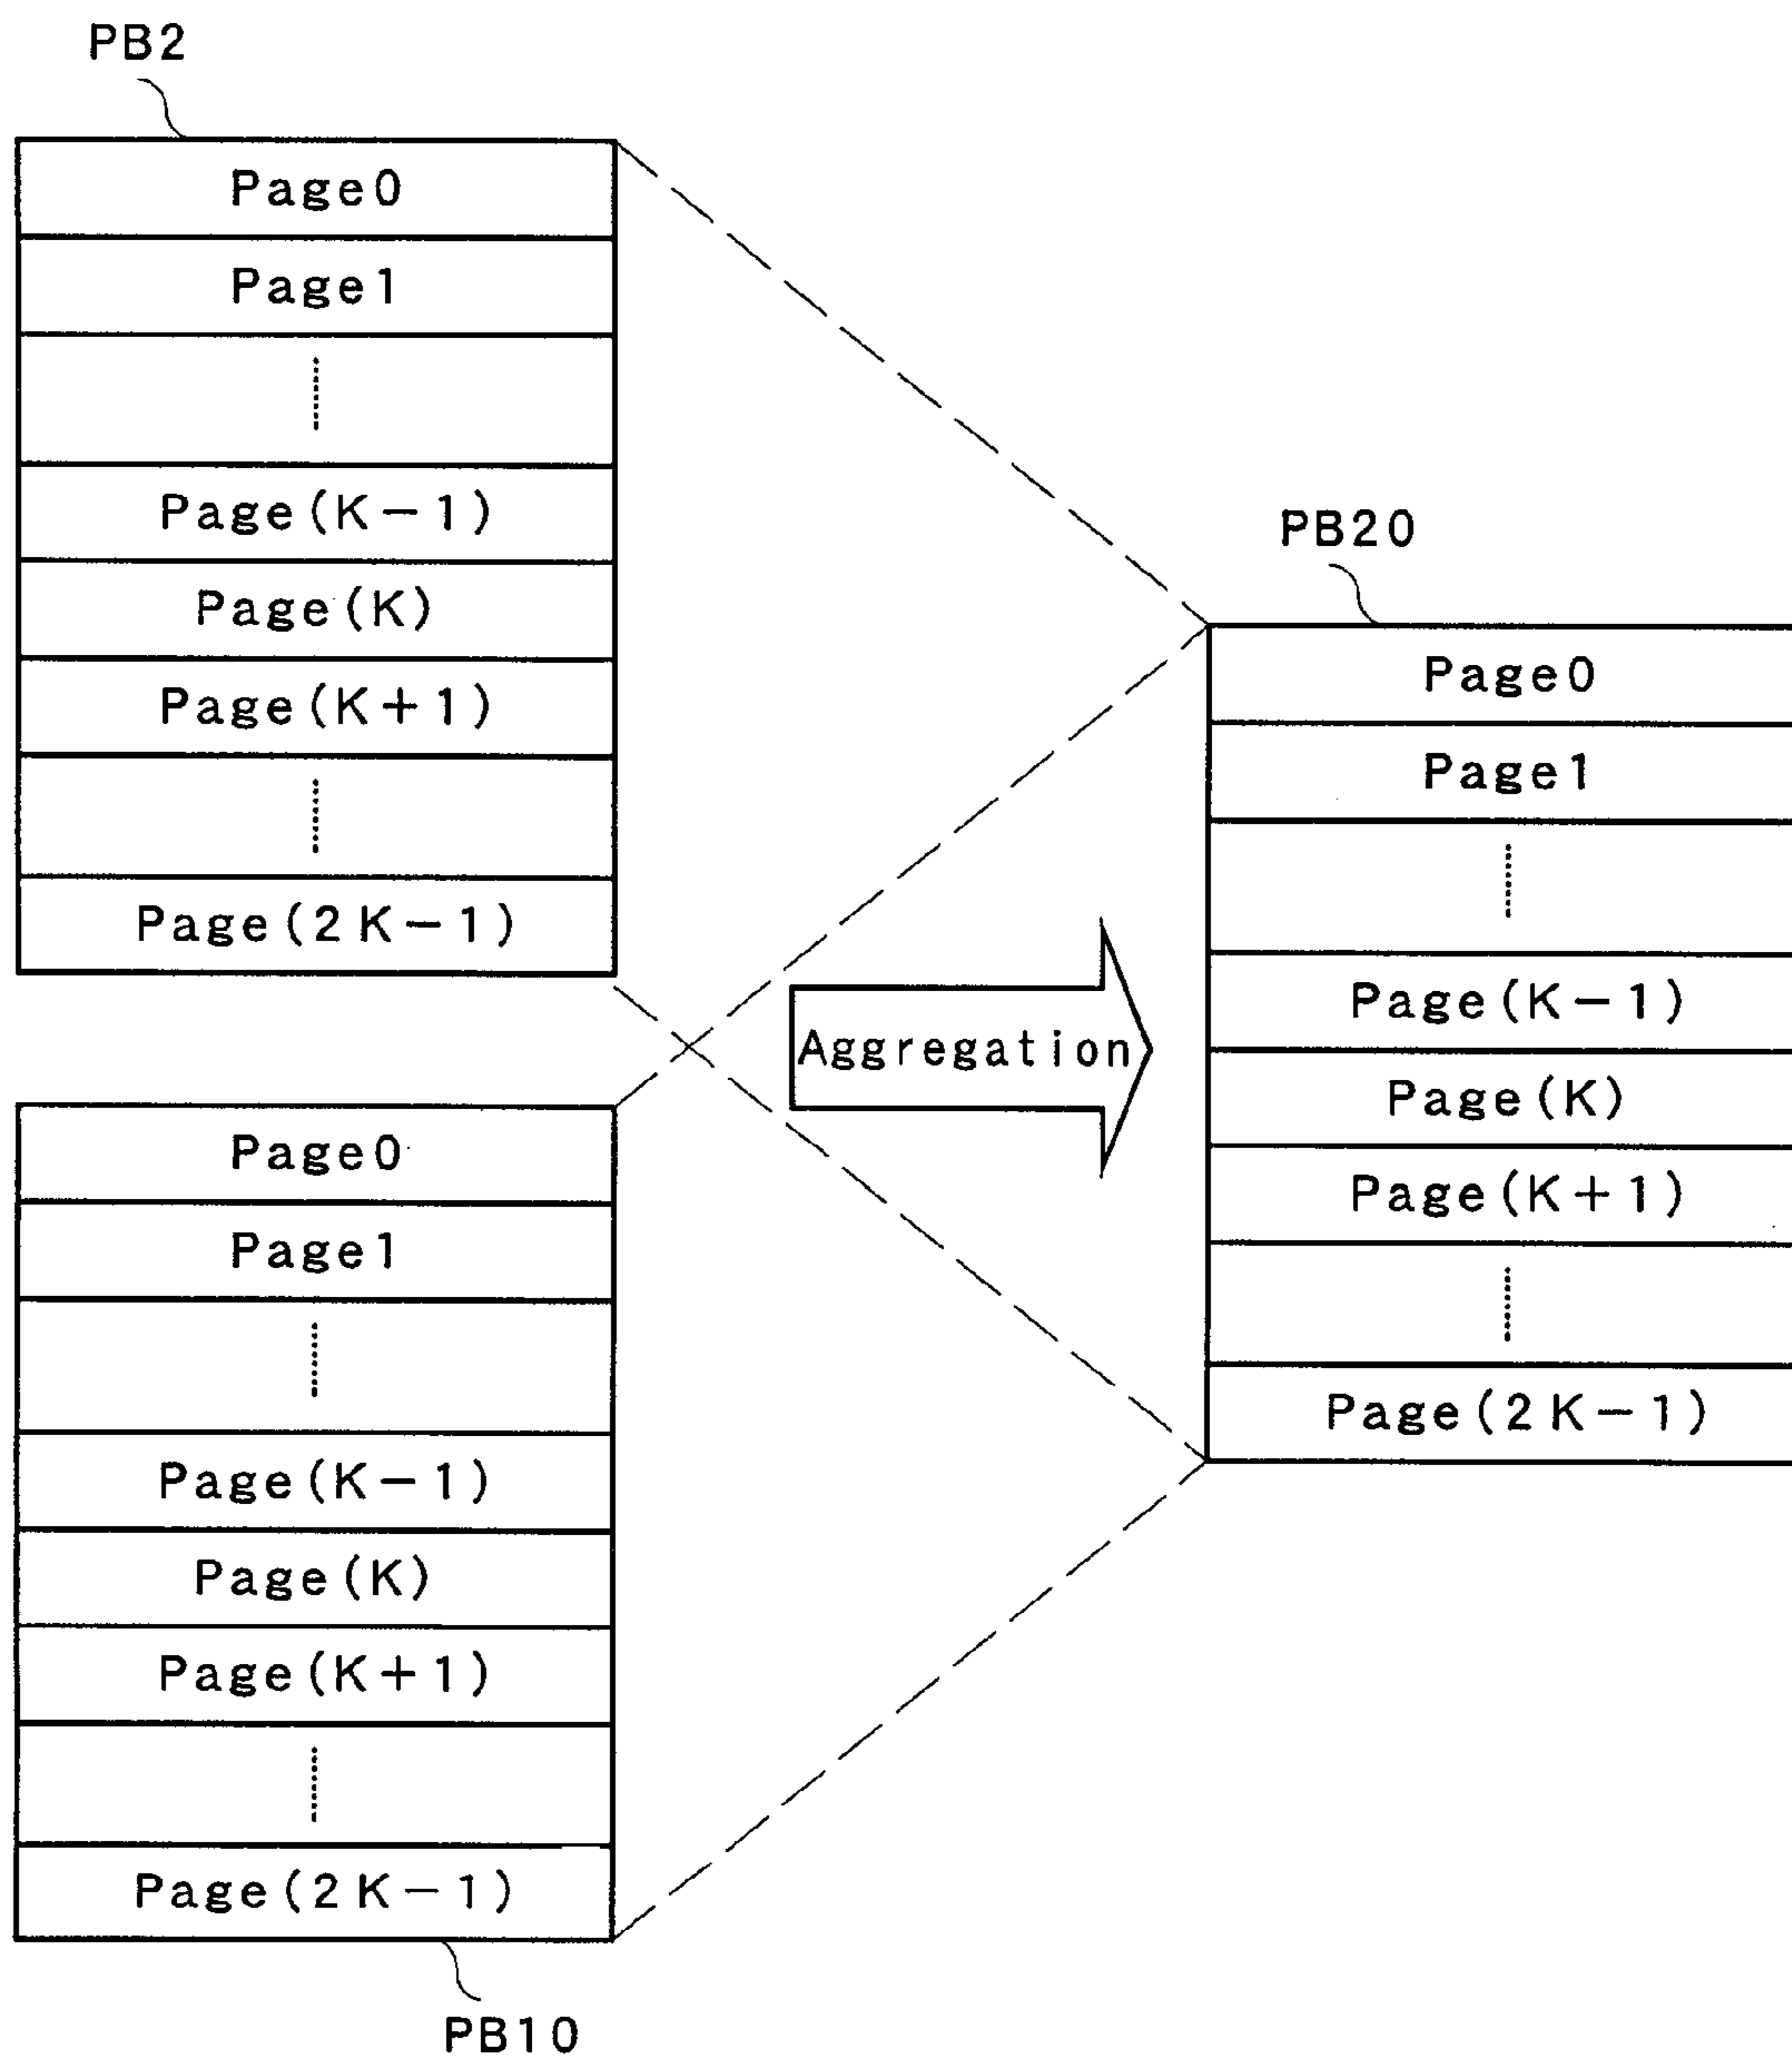 PB2
Page0
Page1
Page(K-1)
Page(K)
Page(K+1)
Page(2K-1)
Page0
Page1
Page(K-1)
Page(K)
Page(K+1)
Page(2K-1)
PB10
Aggregation
PB20
Page0
Page1
Page(K-1)
Page(K)
Page(K+1)
Page(2K-1)